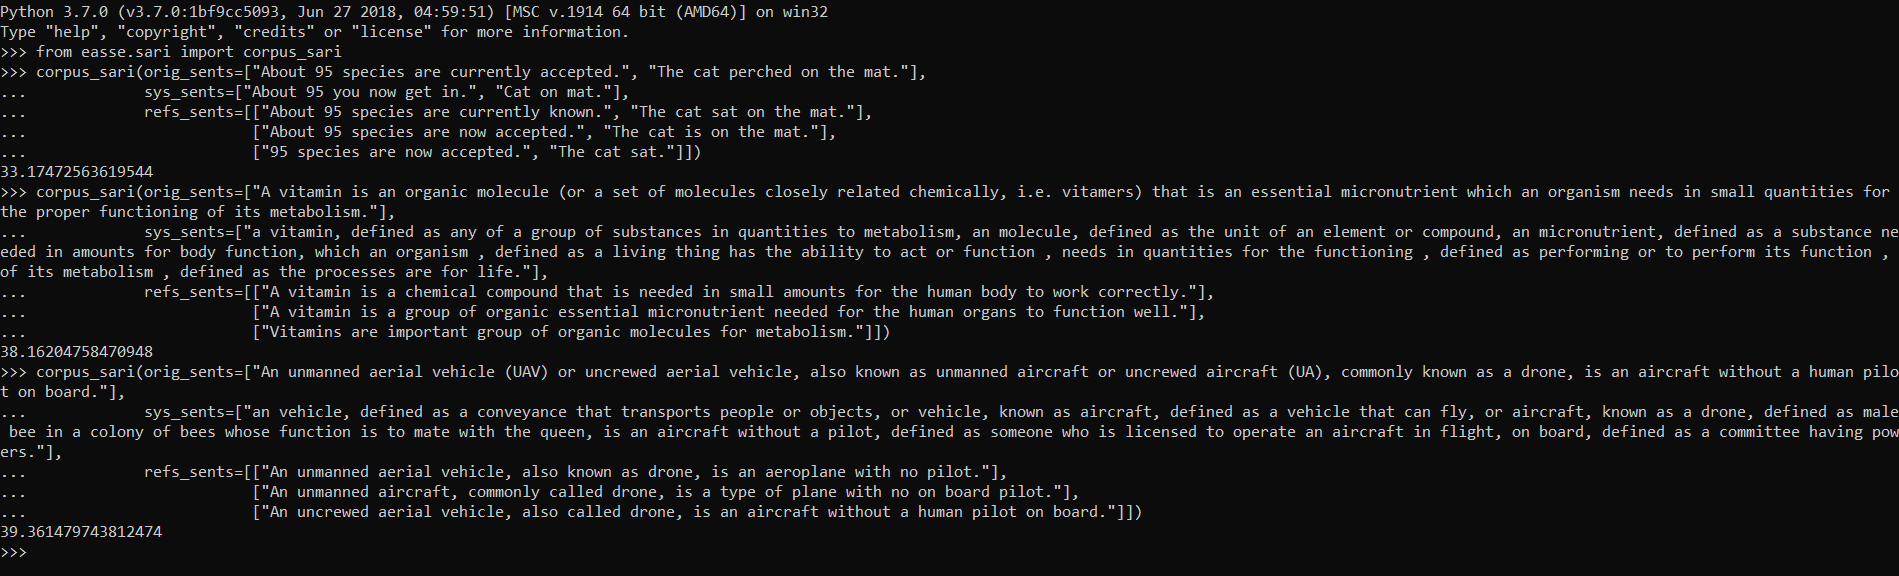 Python 3.7.0 (v3.7.0:1bf9cc5093, Jun 27 2018, 04:59:51) [MSC v.1914 64 bit (AMD64)] on win32
Type "help", "copyright", "credits" or "license" for more information.
>>> from easse.sari import corpus_sari
>>> corpus_sari(orig_sents=["About 95 species are currently accepted.", "The cat perched on the mat."],
...             sys_sents=["About 95 you now get in.", "Cat on mat."],
...             refs_sents=[["About 95 species are currently known.", "The cat sat on the mat."],
...                         ["About 95 species are now accepted.", "The cat is on the mat."],
...                         ["95 species are now accepted.", "The cat sat."]])
33.17472563619544
>>> corpus_sari(orig_sents=["A vitamin is an organic molecule (or a set of molecules closely related chemically, i.e. vitamers) that is an essential micronutrient which an organism needs in small quantities for
the proper functioning of its metabolism."],
...             sys_sents=["a vitamin, defined as any of a group of substances in quantities to metabolism, an molecule, defined as the unit of an element or compound, an micronutrient, defined as a substance ne
eded in amounts for body function, which an organism , defined as a living thing has the ability to act or function , needs in quantities for the functioning , defined as performing or to perform its function ,
of its metabolism , defined as the processes are for life."],
...             refs_sents=[["A vitamin is a chemical compound that is needed in small amounts for the human body to work correctly."],
...                         ["A vitamin is a group of organic essential micronutrient needed for the human organs to function well."],
...                         ["Vitamins are important group of organic molecules for metabolism."]])
38.16204758470948
>>> corpus_sari(orig_sents=["An unmanned aerial vehicle (UAV) or uncrewed aerial vehicle, also known as unmanned aircraft or uncrewed aircraft (UA), commonly known as a drone, is an aircraft without a human pilo
t on board."],
...             sys_sents=["an vehicle, defined as a conveyance that transports people or objects, or vehicle, known as aircraft, defined as a vehicle that can fly, or aircraft, known as a drone, defined as male
 bee in a colony of bees whose function is to mate with the queen, is an aircraft without a pilot, defined as someone who is licensed to operate an aircraft in flight, on board, defined as a committee having pow
ers."],
...             refs_sents=[["An unmanned aerial vehicle, also known as drone, is an aeroplane with no pilot."],
...                         ["An unmanned aircraft, commonly called drone, is a type of plane with no on board pilot."],
...                         ["An uncrewed aerial vehicle, also called drone, is an aircraft without a human pilot on board."]])
39.361479743812474
>>>